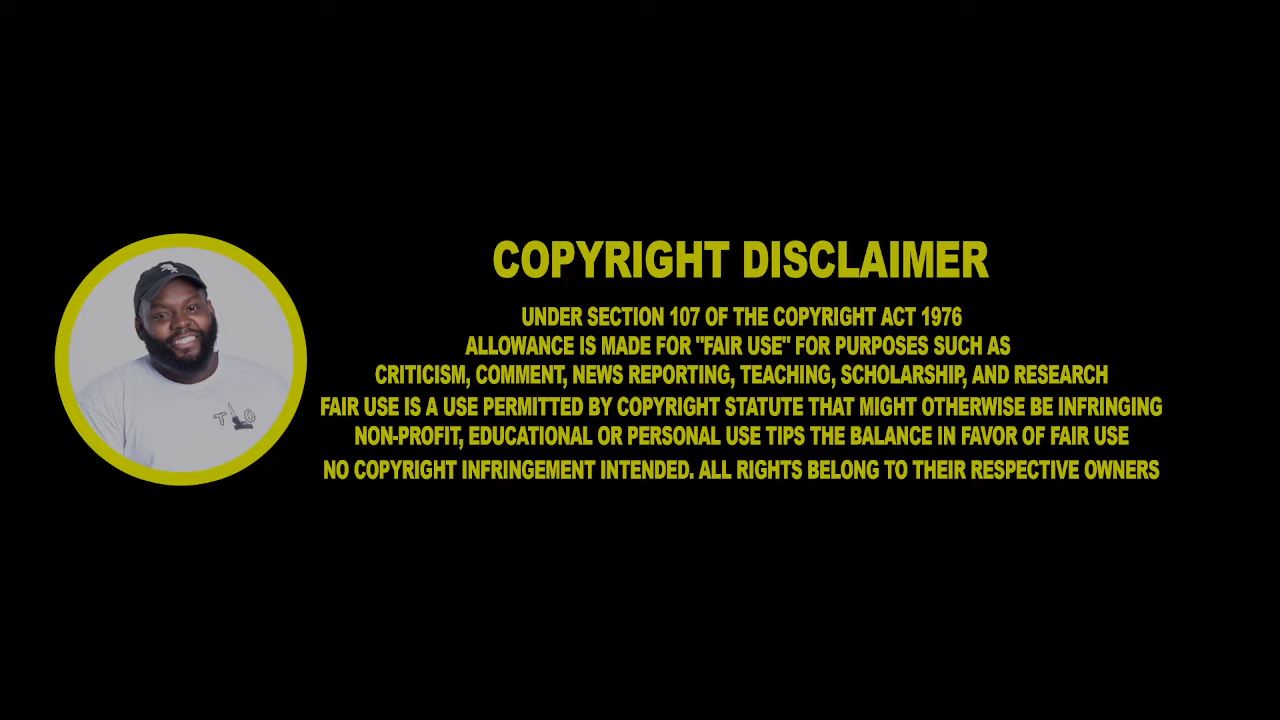 COPYRIGHT DISCLAIMER
UNDER SECTION 107 OF THE COPYRIGHT ACT 1976
ALLOWANCE IS MADE FOR "FAIR USE" FOR PURPOSES SUCH AS
CRITICISM, COMMENT, NEWS REPORTING, TEACHING, SCHOLARSHIP, AND RESEARCH
FAIR USE IS A USE PERMITTED BY COPYRIGHT STATUTE THAT MIGHT OTHERWISE BE INFRINGING
NON-PROFIT, EDUCATIONAL OR PERSONAL USE TIPS THE BALANCE IN FAVOR OF FAIR USE
NO COPYRIGHT INFRINGEMENT INTENDED. ALL RIGHTS BELONG TO THEIR RESPECTIVE OWNERS